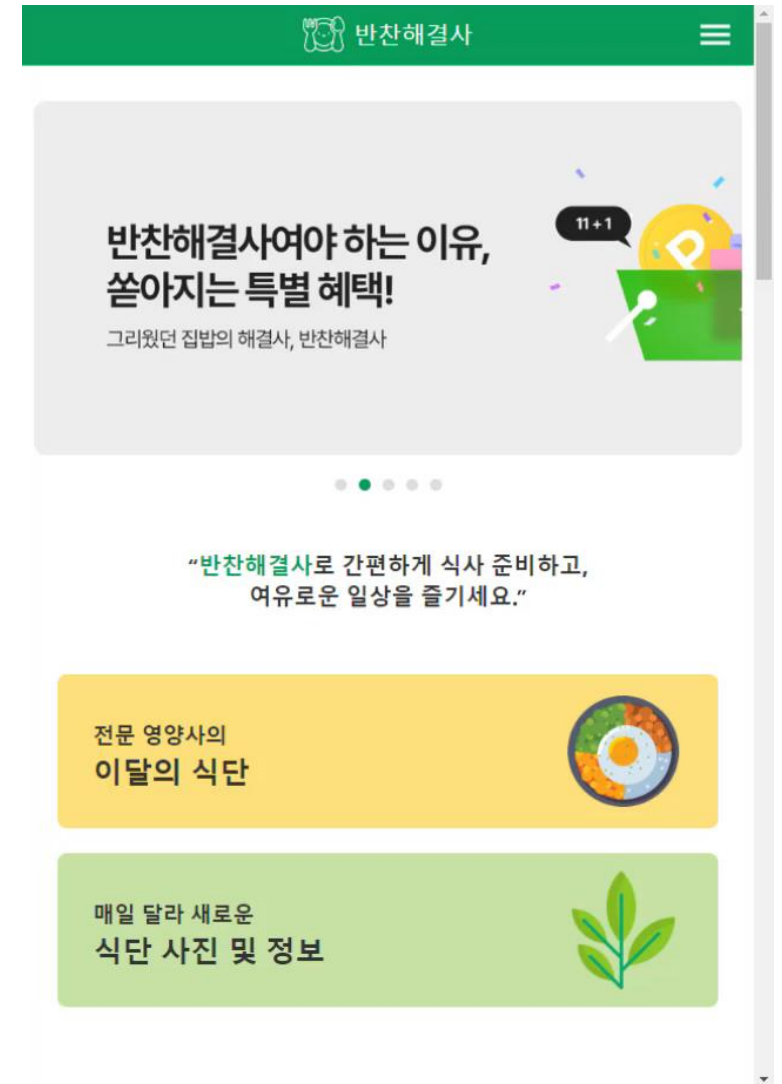 반찬해결사
반찬해결사여야 하는 이유,
쏟아지는 특별 혜택!
그리웠던 집밥의 해결사, 반찬해결사
11+1
P
“반찬해결사로 간편하게 식사 준비하고,
여유로운 일상을 즐기세요.”
전문 영양사의
이달의 식단
매일 달라 새로운
식단 사진 및 정보